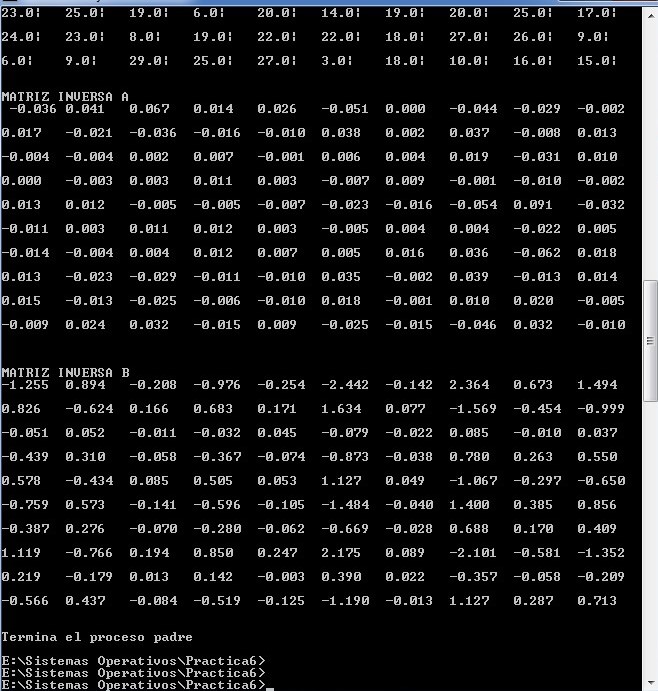 23.0¦ 25.0¦ 19.0¦ 6.0¦ 20.0¦ 14.0¦ 19.0¦ 20.0¦ 25.0¦ 17.0¦
24.0¦ 23.0¦ 8.0¦ 19.0¦ 22.0¦ 22.0¦ 18.0¦ 27.0¦ 26.0¦ 9.0¦
6.0¦ 9.0¦ 29.0¦ 25.0¦ 27.0¦ 3.0¦ 18.0¦ 10.0¦ 16.0¦ 15.0¦
MATRIZ INVERSA A
-0.036 0.041 0.067 0.014 0.026 -0.051 0.000 -0.044 -0.029 -0.002
0.017 -0.021 -0.036 -0.016 -0.010 0.038 0.002 0.037 -0.008 0.013
-0.004 -0.004 0.002 0.007 -0.001 0.006 0.004 0.019 -0.031 0.010
0.000 -0.003 0.003 0.011 0.003 -0.007 0.009 -0.001 -0.010 -0.002
0.013 0.012 -0.005 -0.005 -0.007 -0.023 -0.016 -0.054 0.091 -0.032
-0.011 0.003 0.011 0.012 0.003 -0.005 0.004 0.004 -0.022 0.005
-0.014 -0.004 0.004 0.012 0.007 0.005 0.016 0.036 -0.062 0.018
0.013 -0.023 -0.029 -0.011 -0.010 0.035 -0.002 0.039 -0.013 0.014
0.015 -0.013 -0.025 -0.006 -0.010 0.018 -0.001 0.010 0.020 -0.005
-0.009 0.024 0.032 -0.015 0.009 -0.025 -0.015 -0.046 0.032 -0.010
MATRIZ INVERSA B
-1.255 0.894 -0.208 -0.976 -0.254 -2.442 -0.142 2.364 0.673 1.494
0.826 -0.624 0.166 0.683 0.171 1.634 0.077 -1.569 -0.454 -0.999
-0.051 0.052 -0.011 -0.032 0.045 -0.079 -0.022 0.085 -0.010 0.037
-0.439 0.310 -0.058 -0.367 -0.074 -0.873 -0.038 0.780 0.263 0.550
0.578 -0.434 0.085 0.505 0.053 1.127 0.049 -1.067 -0.297 -0.650
-0.759 0.573 -0.141 -0.596 -0.105 -1.484 -0.040 1.400 0.385 0.856
-0.387 0.276 -0.070 -0.280 -0.062 -0.669 -0.028 0.688 0.170 0.409
1.119 -0.766 0.194 0.850 0.247 2.175 0.089 -2.101 -0.581 -1.352
0.219 -0.179 0.013 0.142 -0.003 0.390 0.022 -0.357 -0.058 -0.209
-0.566 0.437 -0.084 -0.519 -0.125 -1.190 -0.013 1.127 0.287 0.713
Termina el proceso padre
E:\Sistemas Operativos\Practica6>
E:\Sistemas Operativos\Practica6>
E:\Sistemas Operativos\Practica6>_